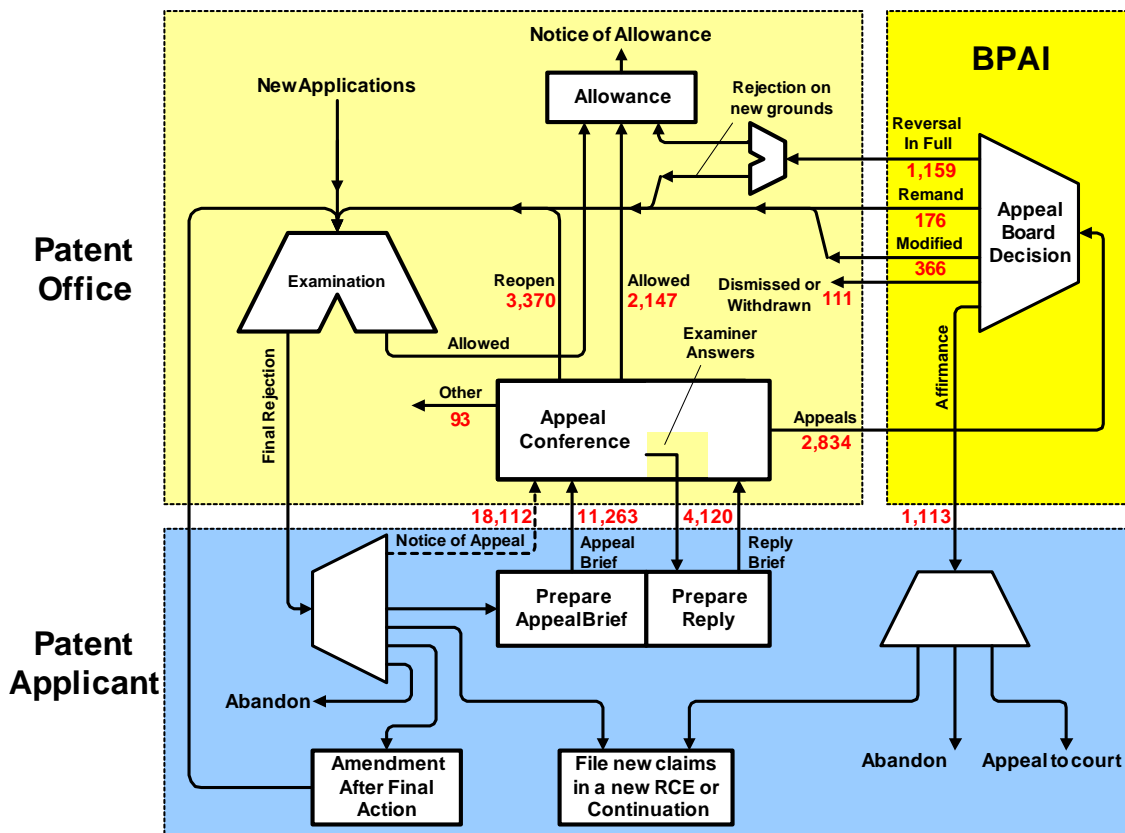 Notice of Allowance
BPAI
New Applications
Allowance
Rejection on
new grounds
Reversal
In Full
1,159
Remand
176
Modified
366
Appeal
Board
Decision
Patent
Office
Examination
Reopen
3,370
Allowed
2,147
Dismissed or
Withdrawn
111
Allowed
Examiner
Answers
Final Rejection
Affirmance
Other
93
Appeal
Conference
Appeals
2,834
18,112
11,263
4,120
1,113
Notice of Appeal
Appeal
Brief
Reply
Brief
Prepare
Appeal Brief
Prepare
Reply
Patent
Applicant
Abandon
Amendment
After Final
Action
File new claims
in a new RCE or
Continuation
Abandon
Appeal to court